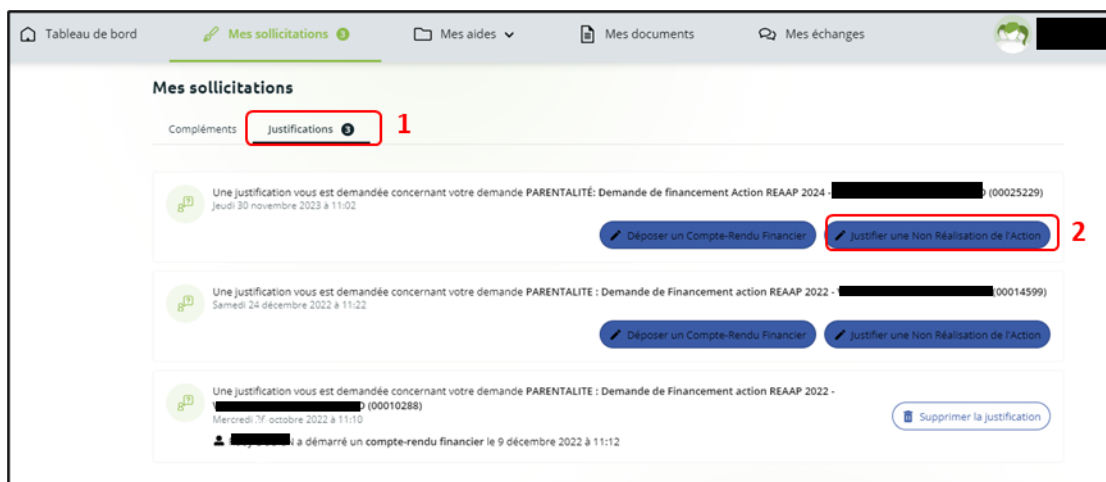 Tableau de bord Mes sollicitations 3 Mes aides Mes documents Mes échanges
Mes sollicitations
Compléments Justifications 3 1
Une justification vous est demandée concernant votre demande PARENTALITÉ: Demande de financement Action REAAP 2024 - (00025229)
Jeudi 30 novembre 2023 à 11:02
Déposer un Compte-Rendu Financier Justifier une Non Réalisation de l'Action 2
Une justification vous est demandée concernant votre demande PARENTALITE : Demande de Financement action REAAP 2022 - (00014599)
Samedi 24 décembre 2022 à 11:22
Déposer un Compte-Rendu Financier Justifier une Non Réalisation de l'Action
Une justification vous est demandée concernant votre demande PARENTALITE : Demande de Financement action REAAP 2022 -
(00010288)
Mercredi octobre 2022 à 11:10
Supprimer la justification
a démarré un compte-rendu financier le 9 décembre 2022 à 11:12